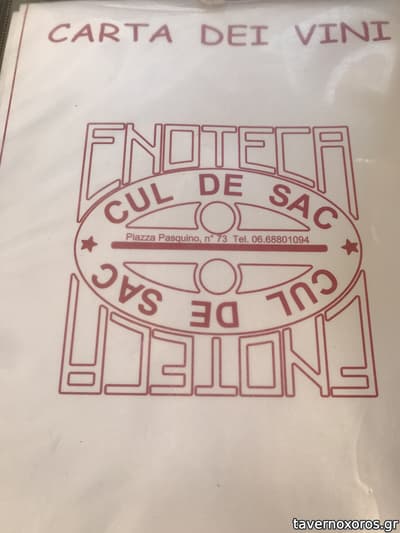 CARTA DEI VINI
ENOTECA
CUL DE SAC
Piazza Pasquino, n° 73 Tel. 06.68801094
CUL DE SAC
ENOTECA
tavernoxoros.gr